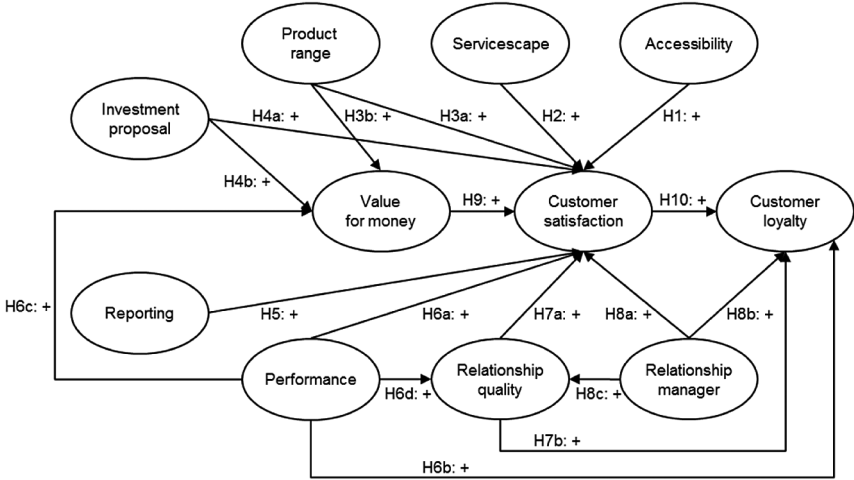 Product
range
Servicescape
Accessibility
Investment
proposal
H4a: +
H3b: +
H3a: +
H2: +
H1: +
H4b: +
Value
for money
H9: +
Customer
satisfaction
H10: +
Customer
loyalty
H6c: +
Reporting
H5: +
H6a: +
H7a: +
H8a: +
H8b: +
Performance
H6d: +
Relationship
quality
H8c: +
Relationship
manager
H7b: +
H6b: +